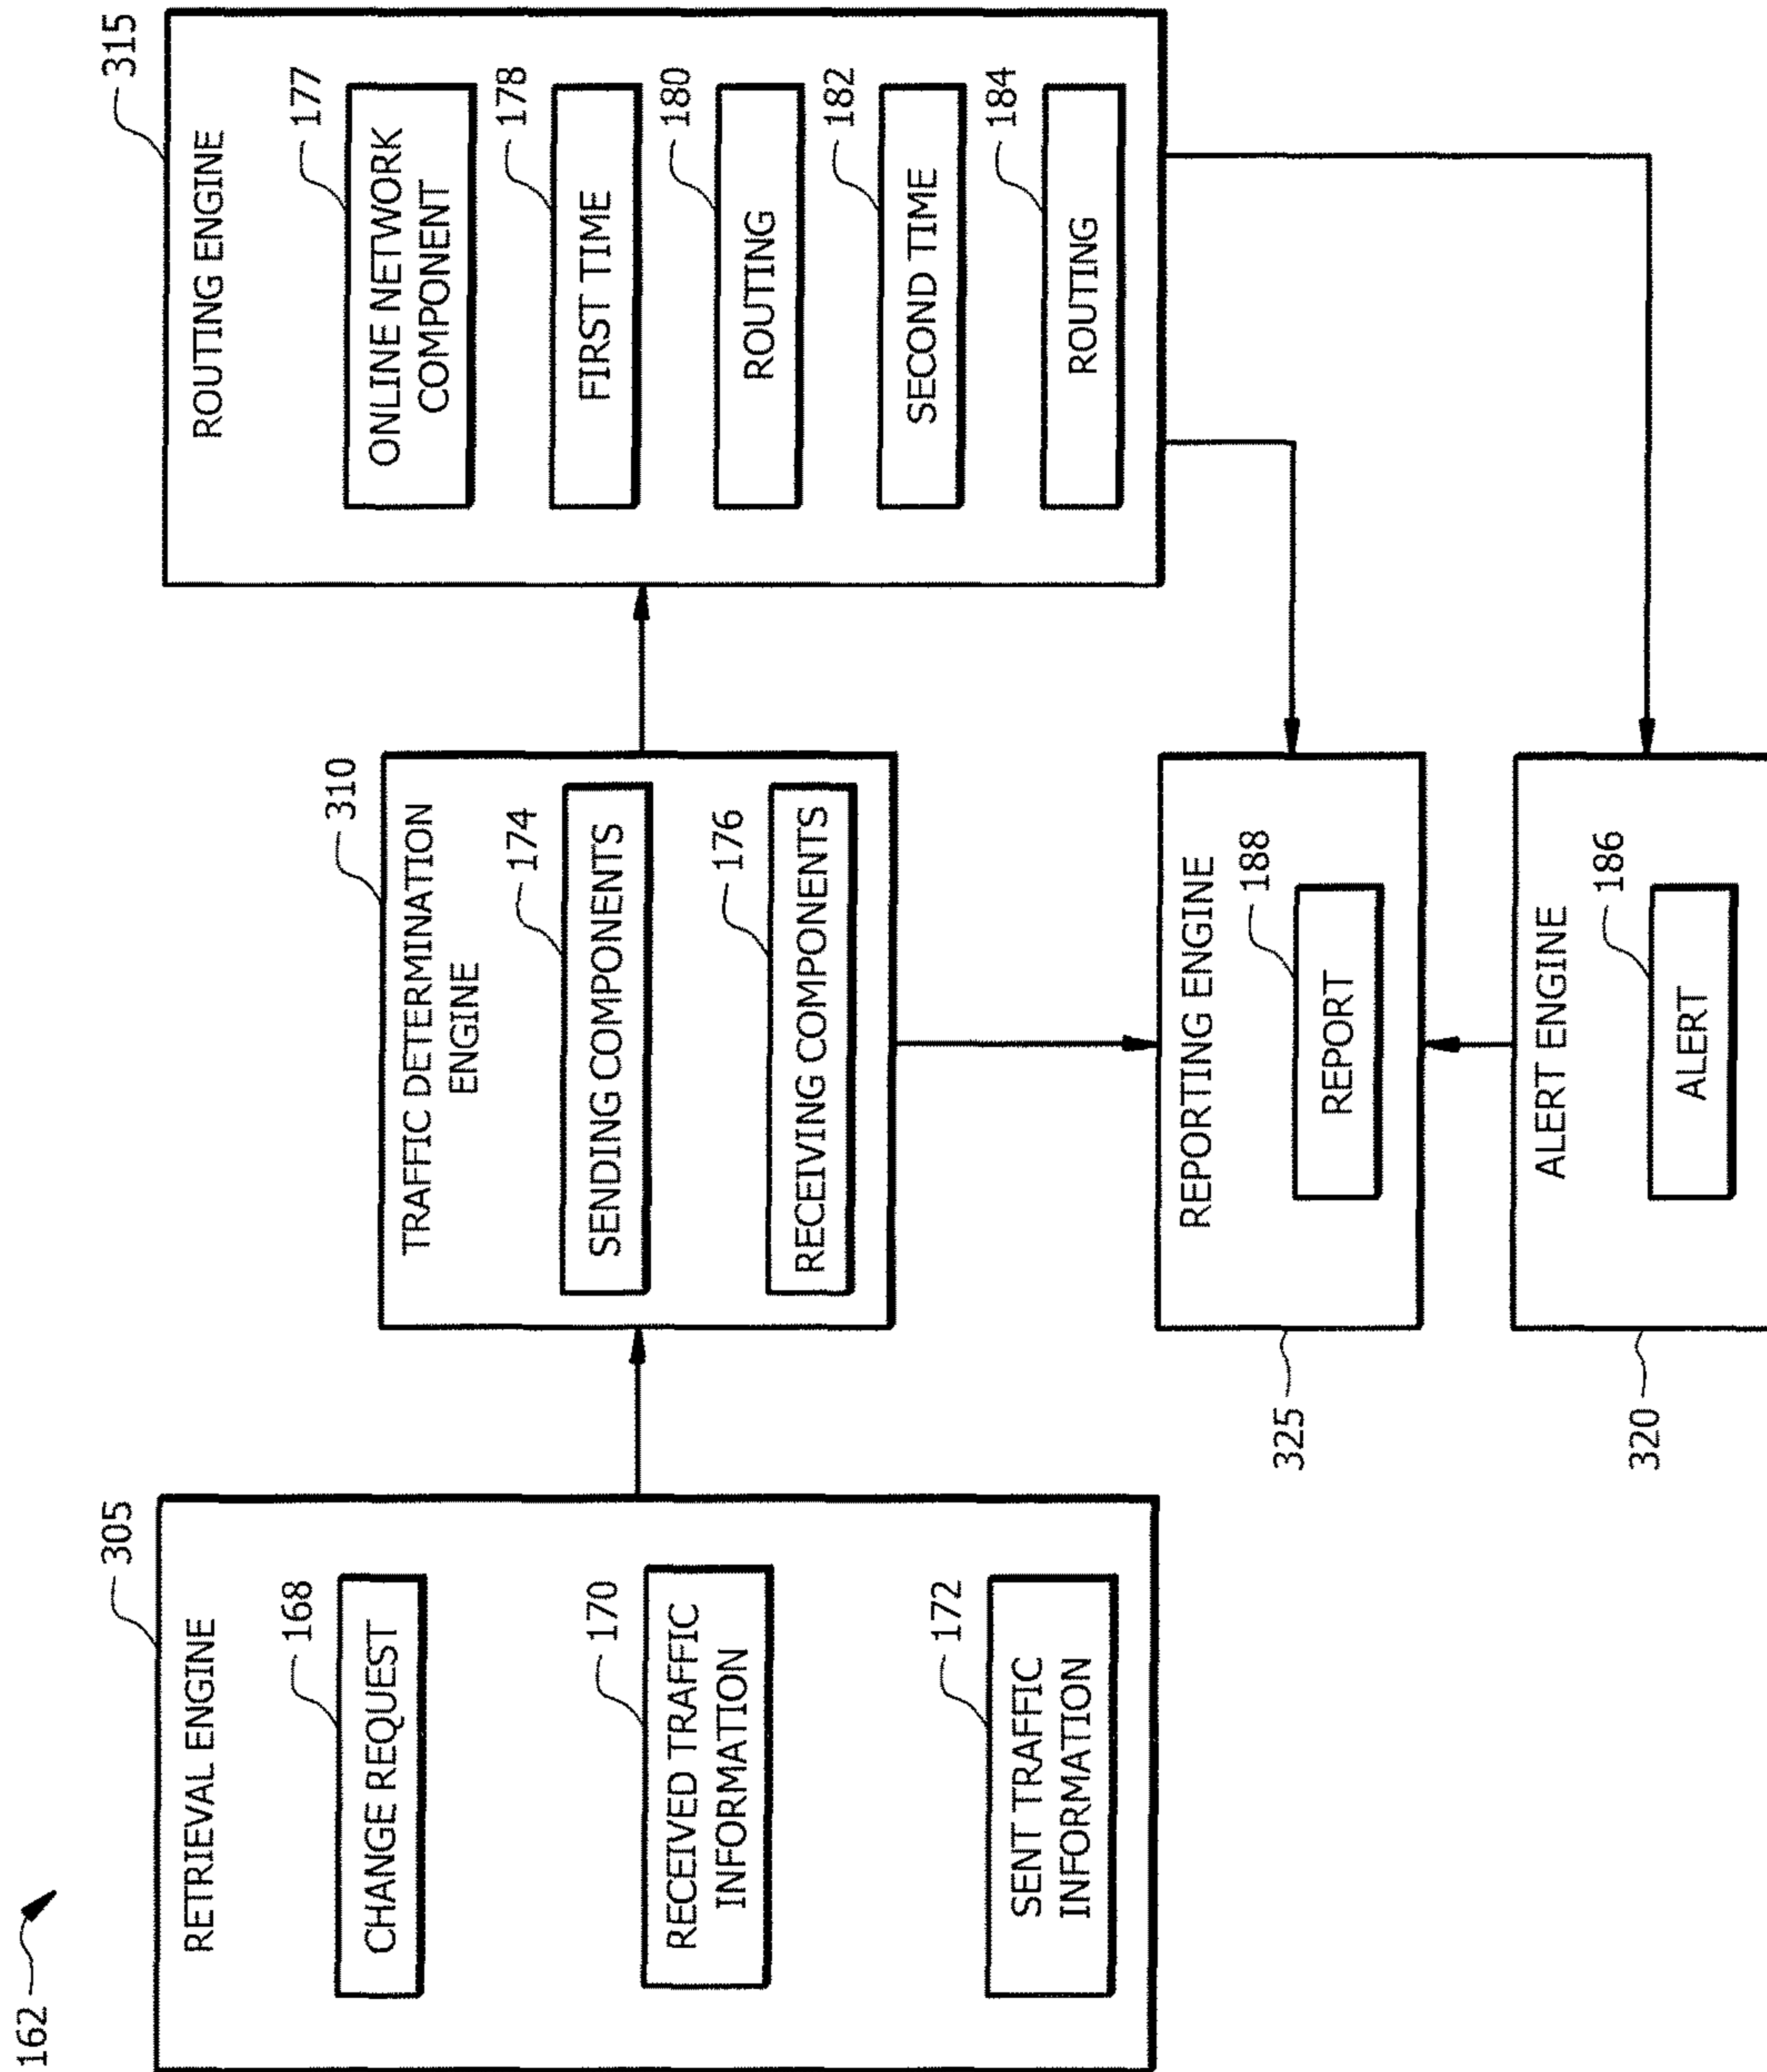 162
305
RETRIEVAL ENGINE
168
CHANGE REQUEST
170
RECEIVED TRAFFIC
INFORMATION
172
SENT TRAFFIC
INFORMATION
310
TRAFFIC DETERMINATION
ENGINE
174
SENDING COMPONENTS
176
RECEIVING COMPONENTS
315
ROUTING ENGINE
177
ONLINE NETWORK
COMPONENT
178
FIRST TIME
180
ROUTING
182
SECOND TIME
184
ROUTING
325
REPORTING ENGINE
188
REPORT
320
ALERT ENGINE
186
ALERT